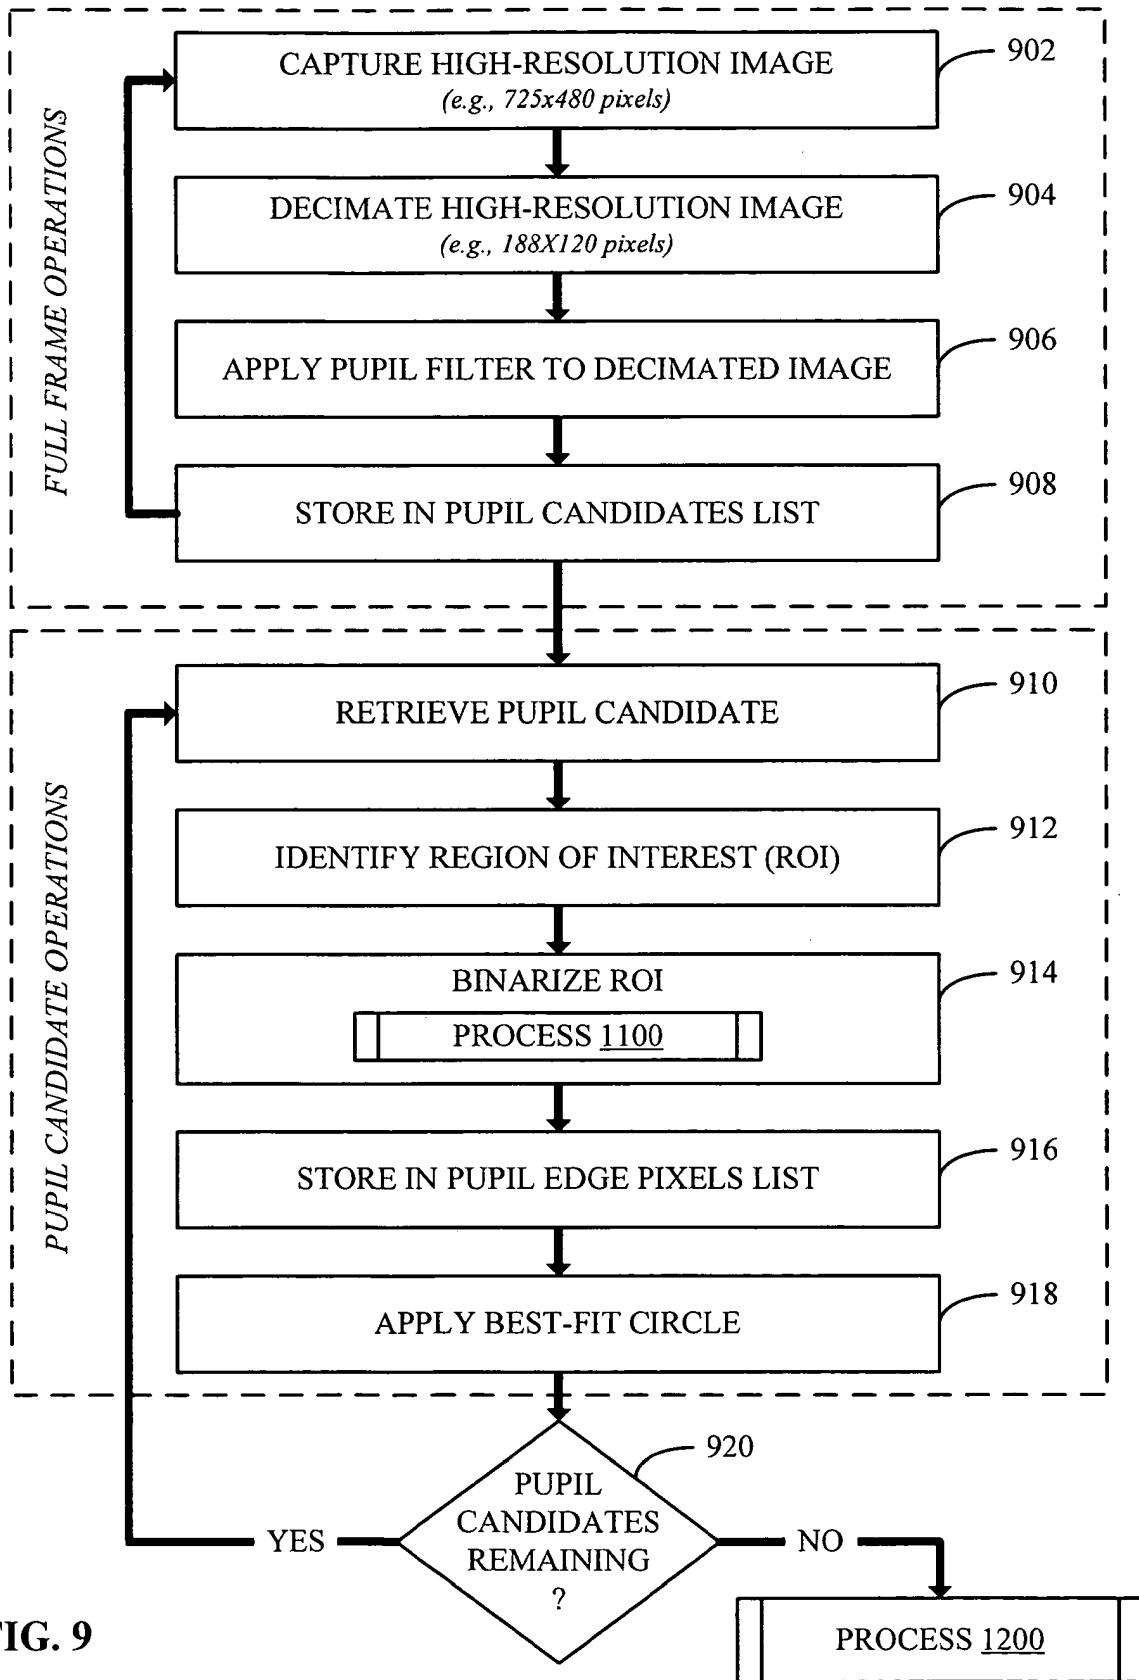 FULL FRAME OPERATIONS
CAPTURE HIGH-RESOLUTION IMAGE
(e.g., 725x480 pixels)
902
DECIMATE HIGH-RESOLUTION IMAGE
(e.g., 188X120 pixels)
904
APPLY PUPIL FILTER TO DECIMATED IMAGE
906
STORE IN PUPIL CANDIDATES LIST
908
PUPIL CANDIDATE OPERATIONS
RETRIEVE PUPIL CANDIDATE
910
IDENTIFY REGION OF INTEREST (ROI)
912
BINARIZE ROI
PROCESS 1100
914
STORE IN PUPIL EDGE PIXELS LIST
916
APPLY BEST-FIT CIRCLE
918
920
PUPIL
CANDIDATES
REMAINING
?
YES
NO
PROCESS 1200
IG. 9